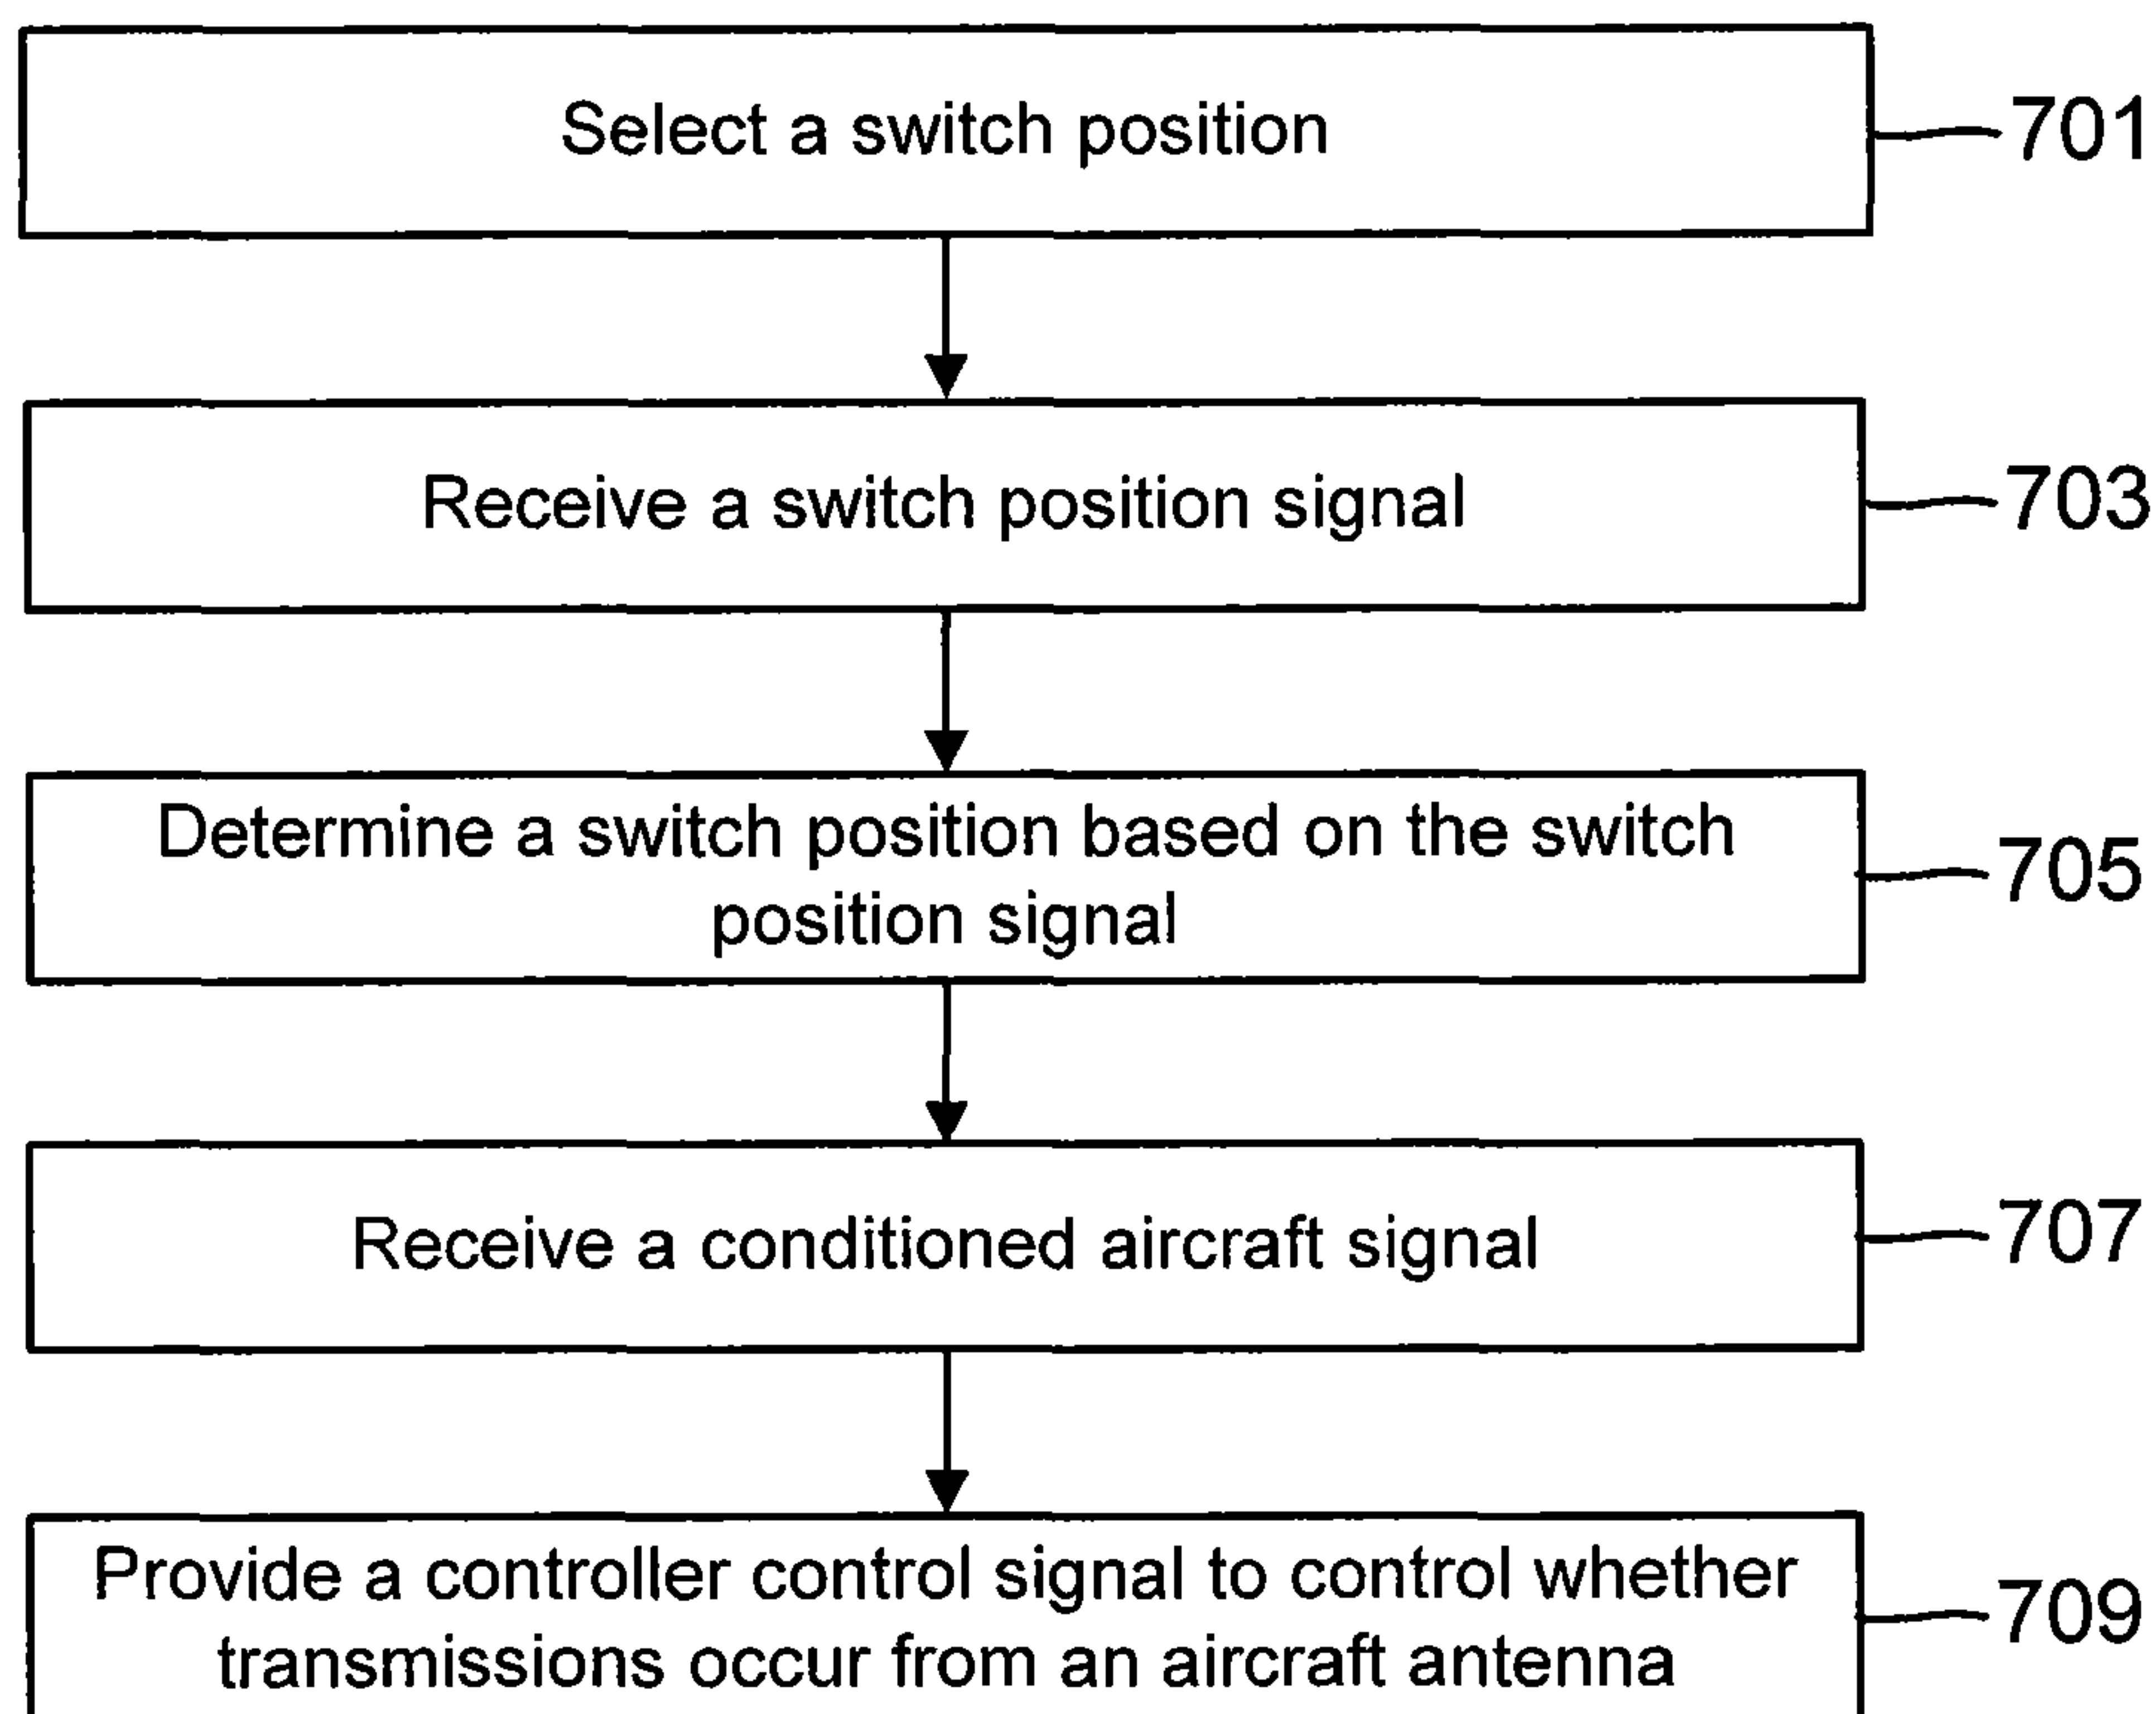 Select a switch position
701
Receive a switch position signal
703
Determine a switch position based on the switch
position signal
705
Receive a conditioned aircraft signal
707
Provide a controller control signal to control whether
transmissions occur from an aircraft antenna
709